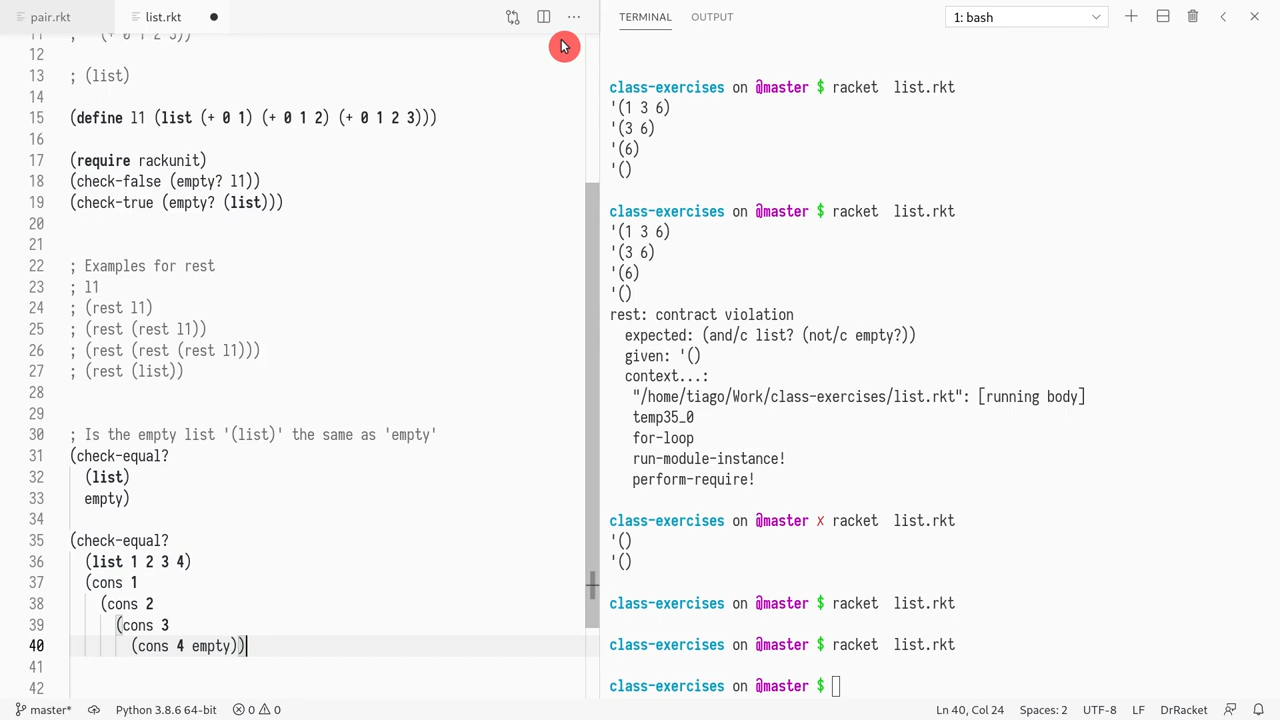 pair.rkt
list.rkt
11 ; (+ 0 1 2 3))
12
13 ; (list)
14
15 (define l1 (list (+ 0 1) (+ 0 1 2) (+ 0 1 2 3)))
16
17 (require rackunit)
18 (check-false (empty? l1))
19 (check-true (empty? (list)))
20
21
22 ; Examples for rest
23 ; l1
24 ; (rest l1)
25 ; (rest (rest l1))
26 ; (rest (rest (rest l1)))
27 ; (rest (list))
28
29
30 ; Is the empty list '(list)' the same as 'empty'
31 (check-equal?
32 (list)
33 empty)
34
35 (check-equal?
36 (list 1 2 3 4)
37 (cons 1
38 (cons 2
39 (cons 3
40 (cons 4 empty))
41
42
TERMINAL
OUTPUT
1: bash
class-exercises on @master $ racket  list.rkt
'(1 3 6)
'(3 6)
'(6)
'()
class-exercises on @master $ racket  list.rkt
'(1 3 6)
'(3 6)
'(6)
'()
rest: contract violation
expected: (and/c list? (not/c empty?))
given: '()
context...:
"/home/tiago/Work/class-exercises/list.rkt": [running body]
temp35_0
for-loop
run-module-instance!
perform-require!
class-exercises on @master ✗ racket  list.rkt
'()
'()
class-exercises on @master $ racket  list.rkt
class-exercises on @master $ racket  list.rkt
class-exercises on @master $
master*
Python 3.8.6 64-bit
0
0
Ln 40, Col 24
Spaces: 2
UTF-8
LF
DrRacket